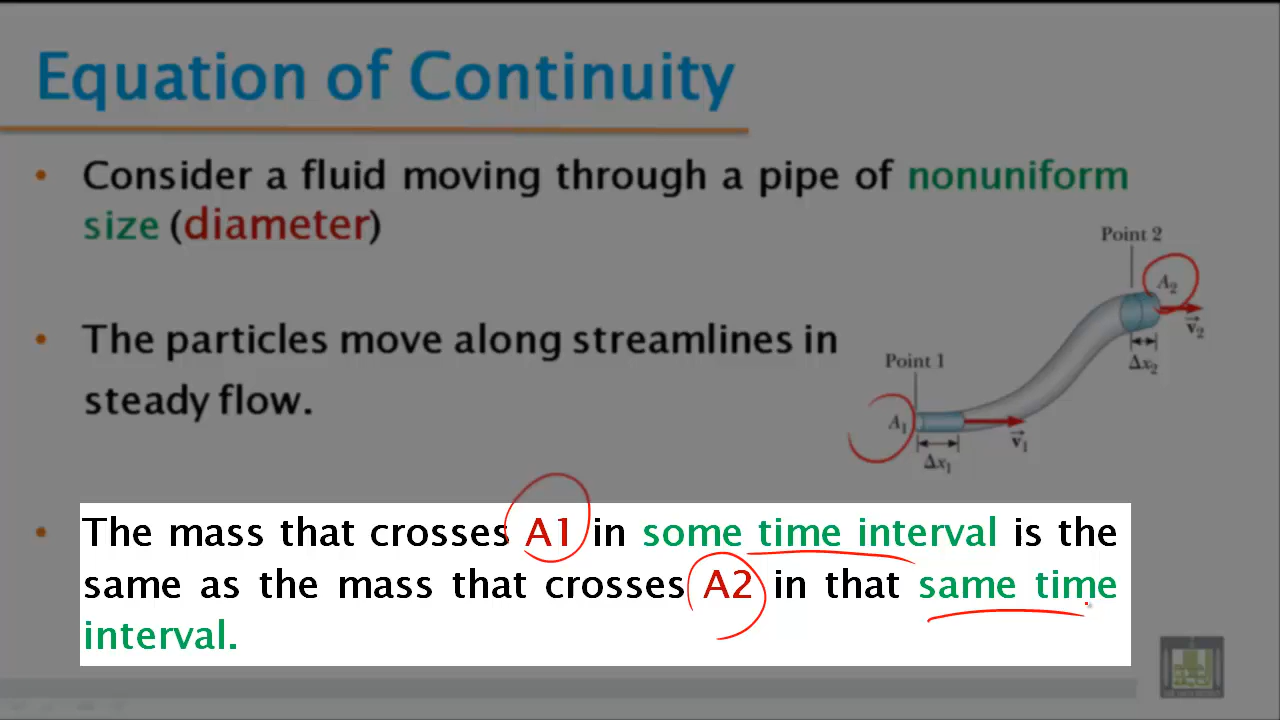 Equation of Continuity
• Consider a fluid moving through a pipe of nonuniform
size (diameter)
Point 2
A2
v2
Δx2
• The particles move along streamlines in
steady flow.
Point 1
A1
v1
Δx1
• The mass that crosses A1 in some time interval is the
same as the mass that crosses A2 in that same time
interval.